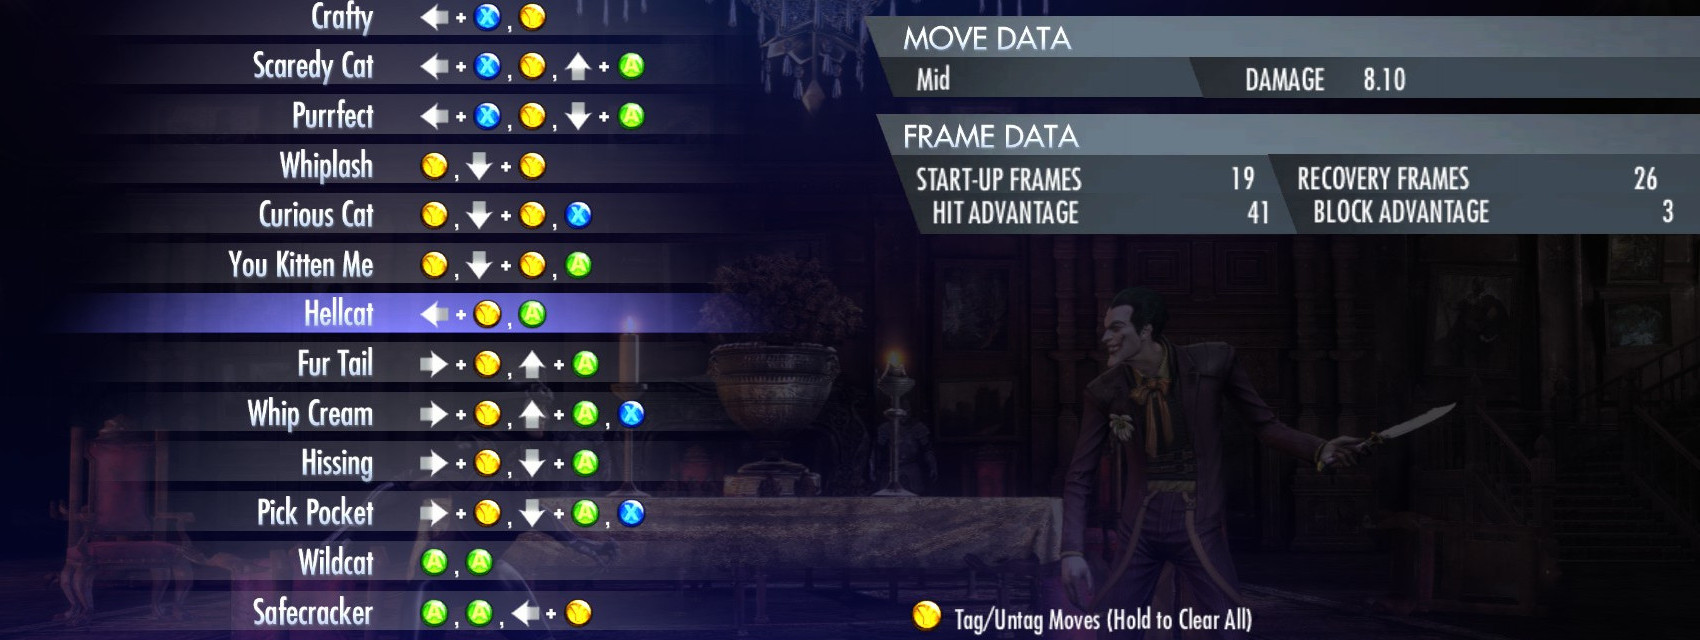 Crafty ← + X , Y
Scaredy Cat ← + X , Y , ↑ + A
Purrfect ← + X , Y , ↓ + A
Whiplash Y , ↓ + Y
Curious Cat Y , ↓ + Y , X
You Kitten Me Y , ↓ + Y , A
Hellcat ← + Y , A
Fur Tail → + Y , ↑ + A
Whip Cream → + Y , ↑ + A , X
Hissing → + Y , ↓ + A
Pick Pocket → + Y , ↓ + A , X
Wildcat A , A
Safecracker A , A , ← + Y
MOVE DATA
Mid DAMAGE 8.10
FRAME DATA
START-UP FRAMES 19 RECOVERY FRAMES 26
HIT ADVANTAGE 41 BLOCK ADVANTAGE 3
Y Tag/Untag Moves (Hold to Clear All)